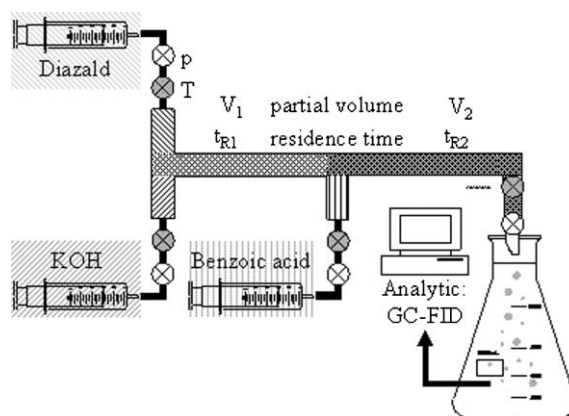 Diazald
p
T
V1 partial volume V2
tR1 residence time tR2
KOH
Benzoic acid
Analytic:
GC-FID